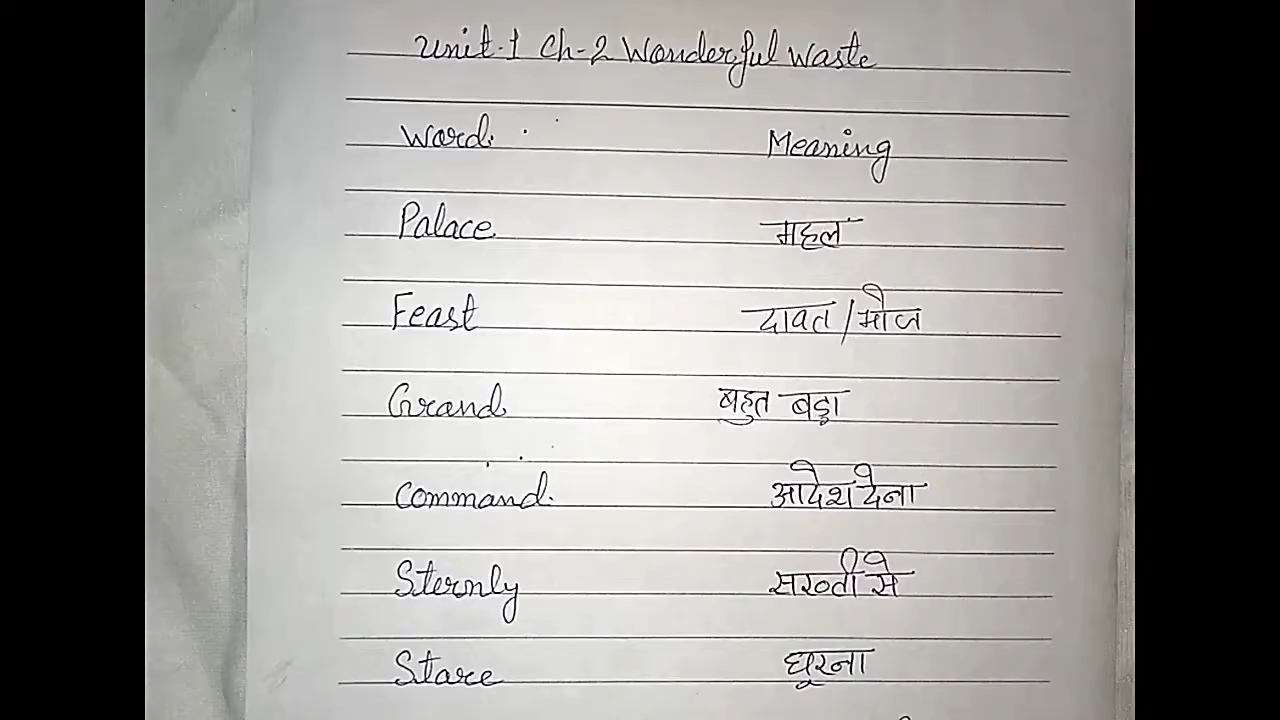 Unit-1 Ch-2 Wonderful Waste
Word. Meaning
Palace महल
Feast दावत/भोज
Grand बहुत बड़ा
Command. आदेश देना
Sternly सख्ती से
Stare घूरना